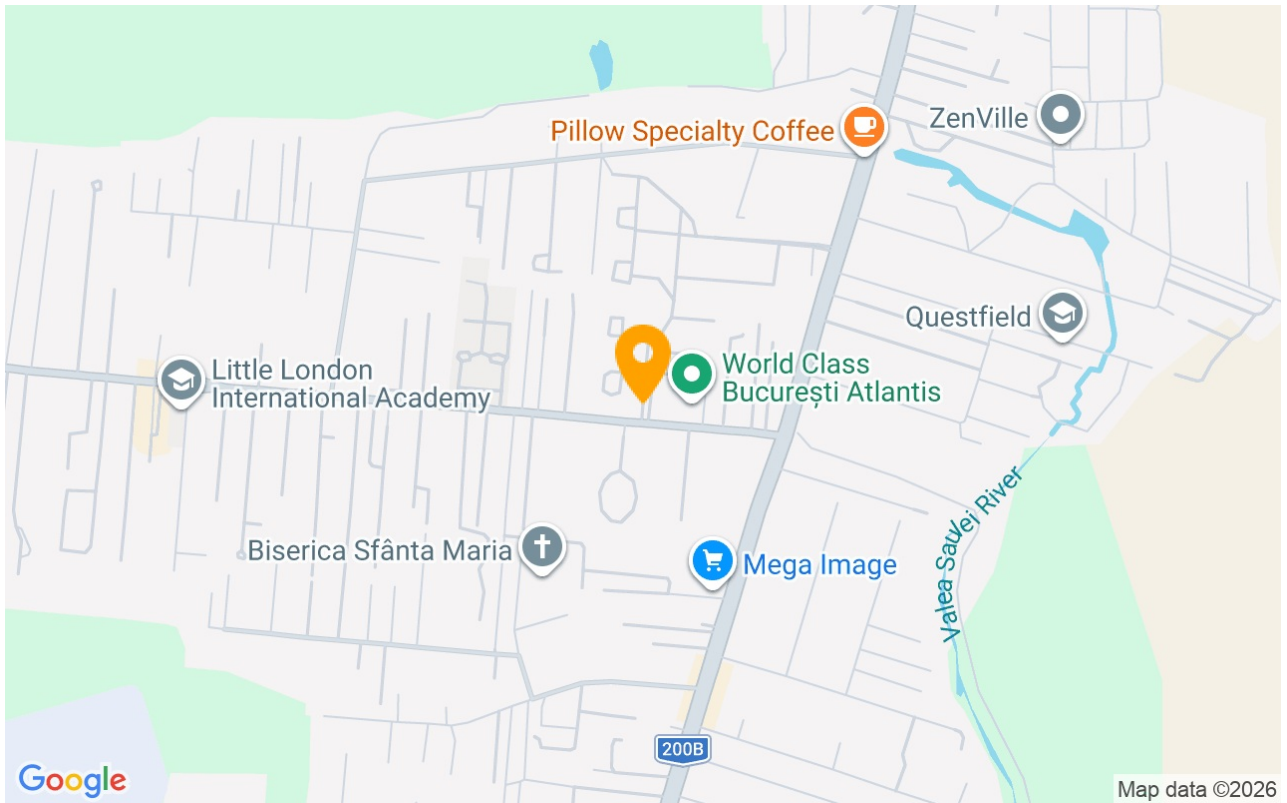 Pillow Specialty Coffee
ZenVille
Questfield
Little London
International Academy
World Class
București Atlantis
Valea Saulei River
Biserica Sfânta Maria
Mega Image
200B
Google
Map data ©2026